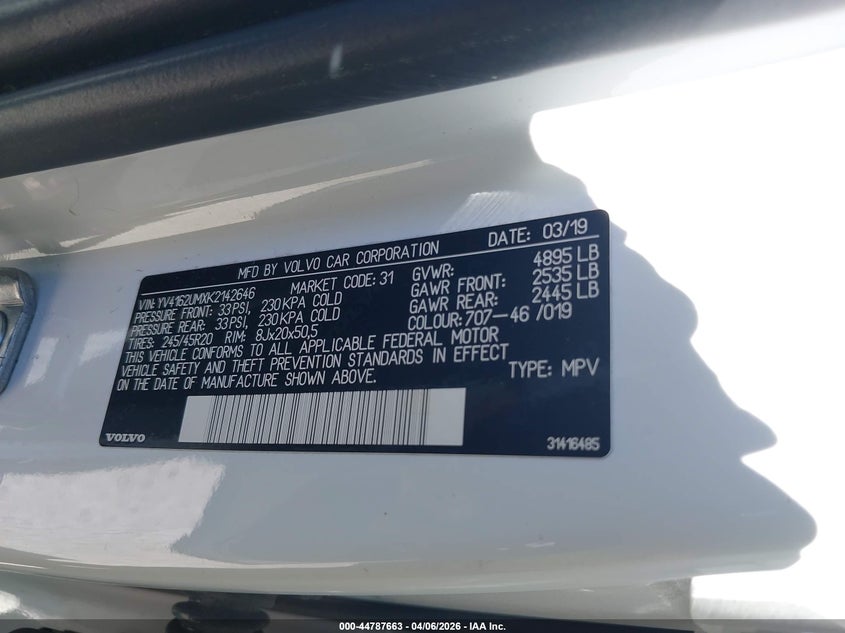 MFD BY VOLVO CAR CORPORATION DATE: 03/19
VIN: YV4162UMXK2142646 MARKET CODE: 31 GVWR: 4895 LB
PRESSURE FRONT: 33PSI, 230KPA COLD GAWR FRONT: 2535 LB
PRESSURE REAR: 33PSI, 230KPA COLD GAWR REAR: 2445 LB
TIRES: 245/45R20 RIM: 8Jx20x50,5 COLOUR: 707-46 /019
THIS VEHICLE CONFORMS TO ALL APPLICABLE FEDERAL MOTOR
VEHICLE SAFETY AND THEFT PREVENTION STANDARDS IN EFFECT
ON THE DATE OF MANUFACTURE SHOWN ABOVE. TYPE: MPV
VOLVO 31416485
000-44787663 - 04/06/2026 - IAA Inc.